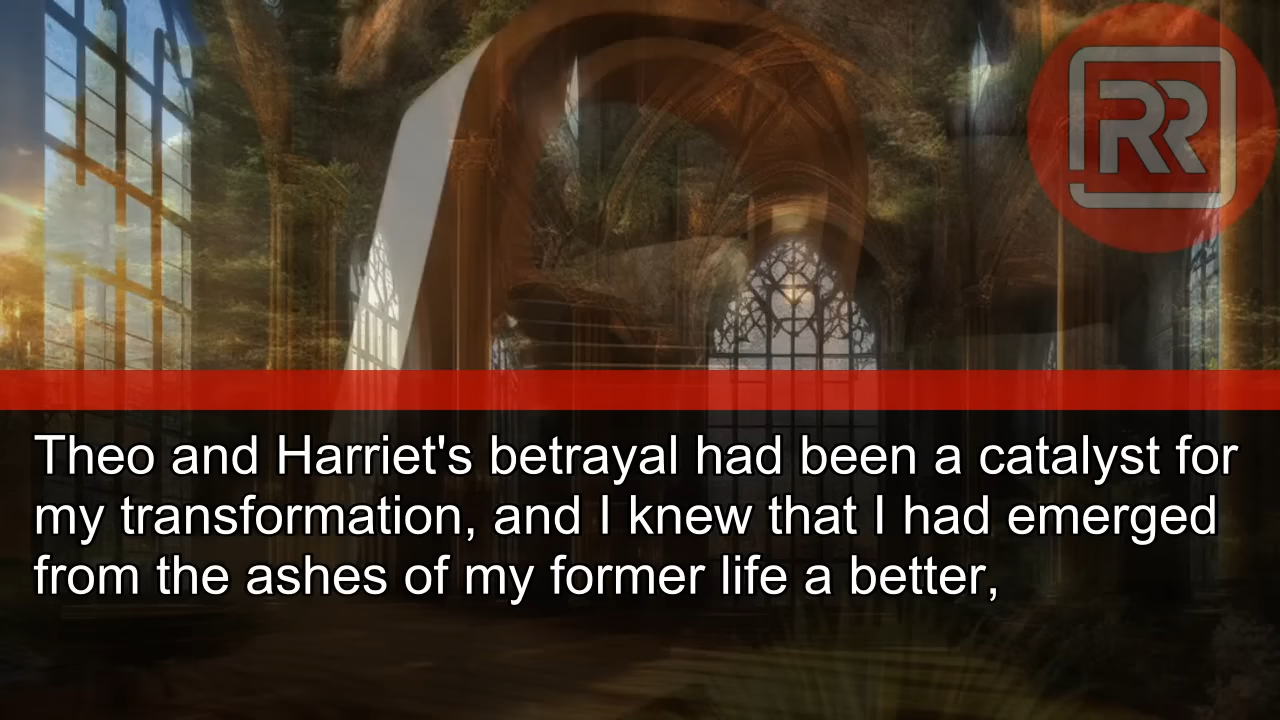 RR
Theo and Harriet's betrayal had been a catalyst for
my transformation, and I knew that I had emerged
from the ashes of my former life a better,